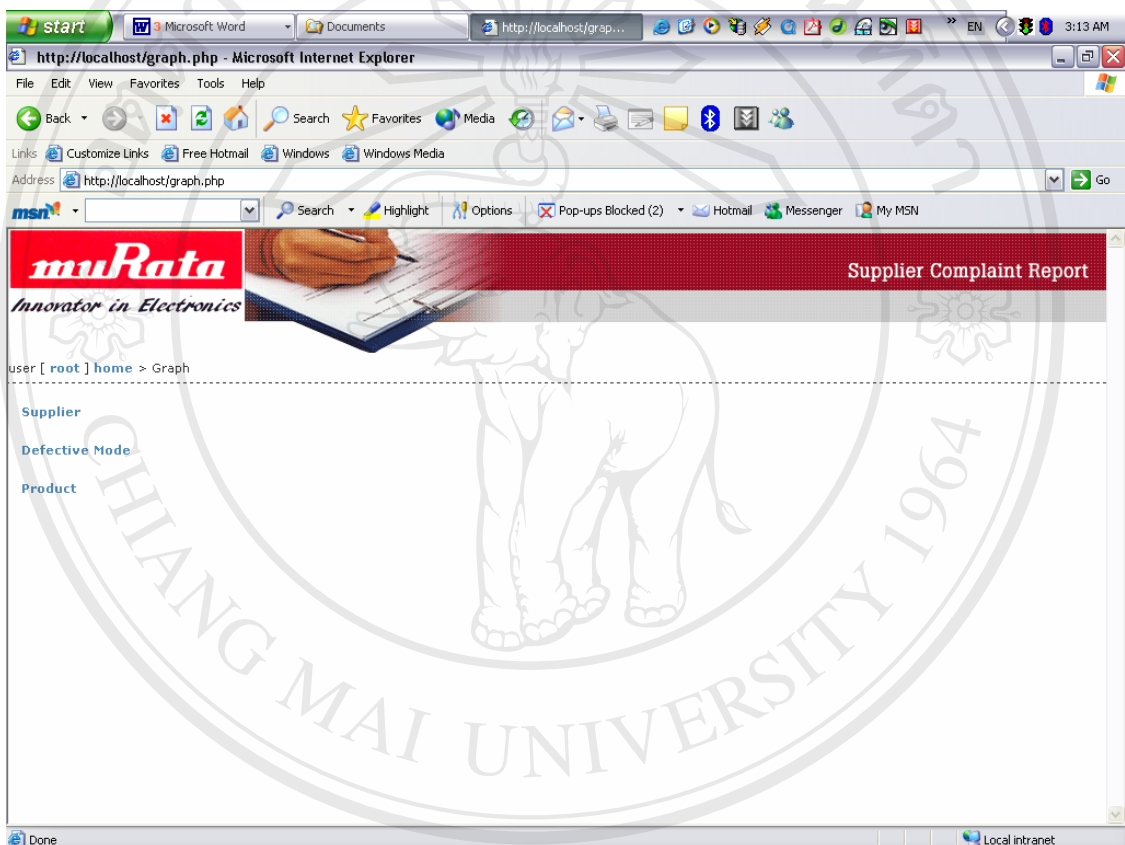 start 3 Microsoft Word Documents http://localhost/grap... EN 3:13 AM
http://localhost/graph.php - Microsoft Internet Explorer
File Edit View Favorites Tools Help
Back Search Favorites Media
Links Customize Links Free Hotmail Windows Windows Media
Address http://localhost/graph.php Go
msn Search Highlight Options Pop-ups Blocked (2) Hotmail Messenger My MSN
muRata
Supplier Complaint Report
Innovator in Electronics
user [ root ] home > Graph
Supplier
Defective Mode
Product
CHIANG MAI UNIVERSITY 1964
Done Local intranet